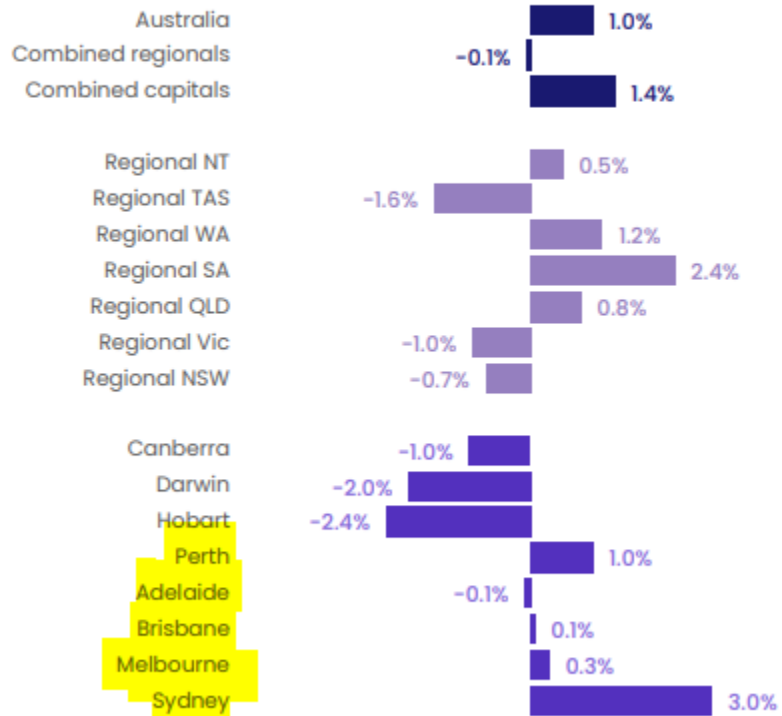 Australia 1.0%
Combined regionals -0.1%
Combined capitals 1.4%
Regional NT 0.5%
Regional TAS -1.6%
Regional WA 1.2%
Regional SA 2.4%
Regional QLD 0.8%
Regional Vic -1.0%
Regional NSW -0.7%
Canberra -1.0%
Darwin -2.0%
Hobart -2.4%
Perth 1.0%
Adelaide -0.1%
Brisbane 0.1%
Melbourne 0.3%
Sydney 3.0%